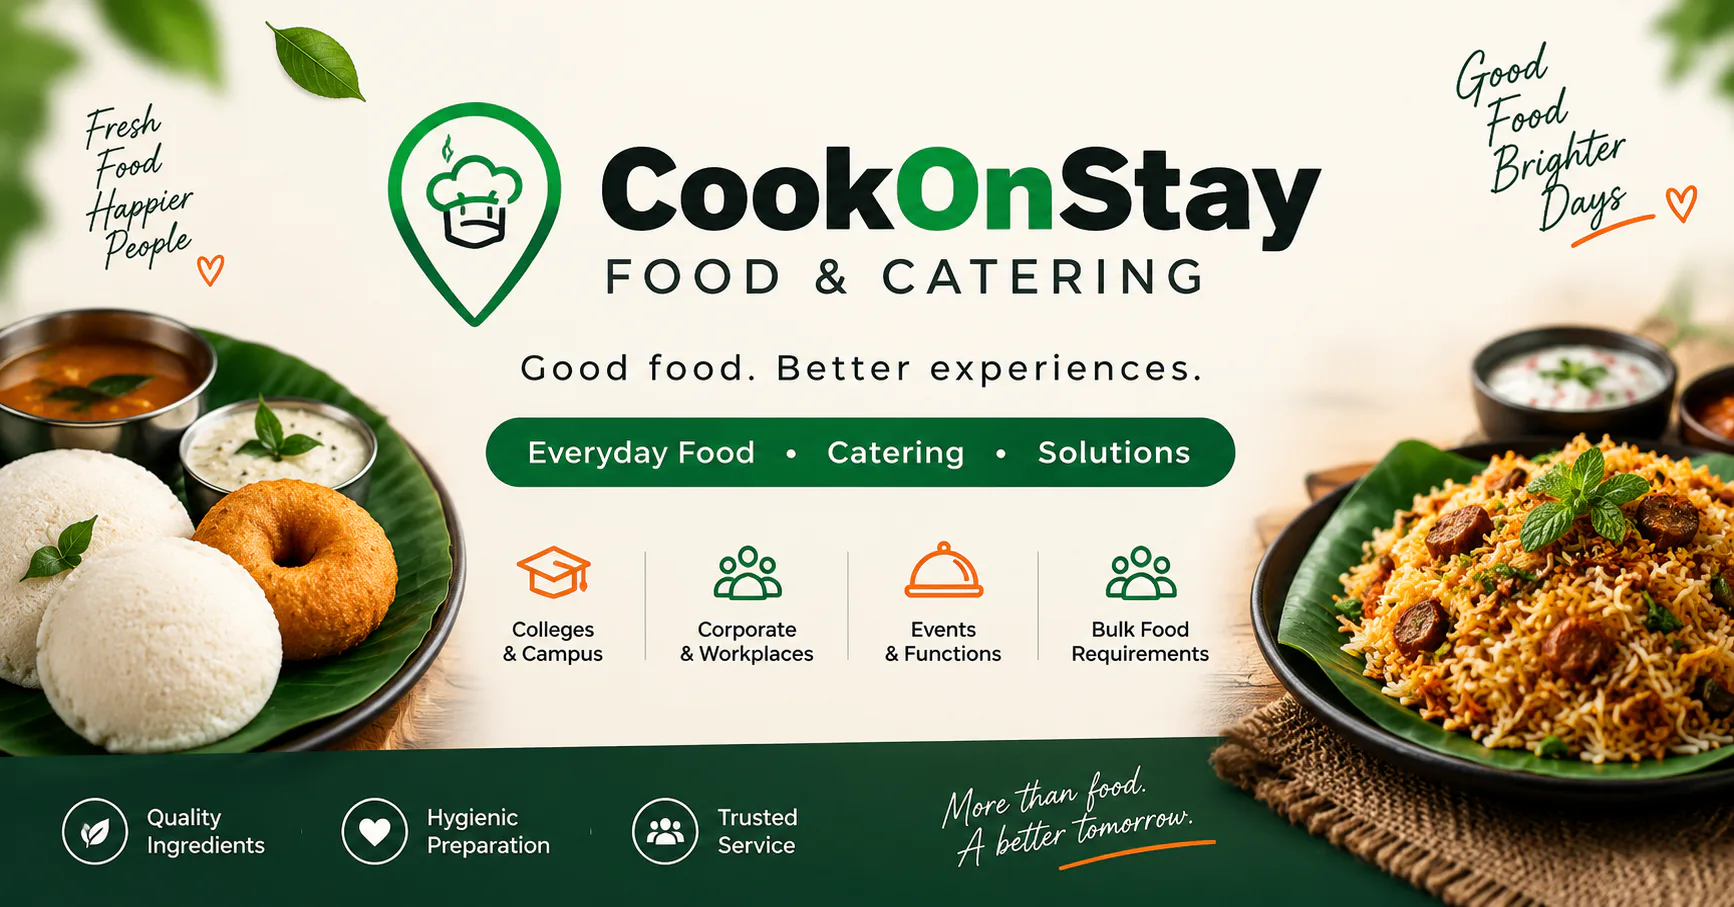 Fresh
Food
Happier
People
Good
Food
Brighter
Days
CookOnStay
FOOD & CATERING
Good food. Better experiences.
Everyday Food • Catering • Solutions
Colleges
& Campus
Corporate
& Workplaces
Events
& Functions
Bulk Food
Requirements
Quality
Ingredients
Hygienic
Preparation
Trusted
Service
More than food.
A better tomorrow.